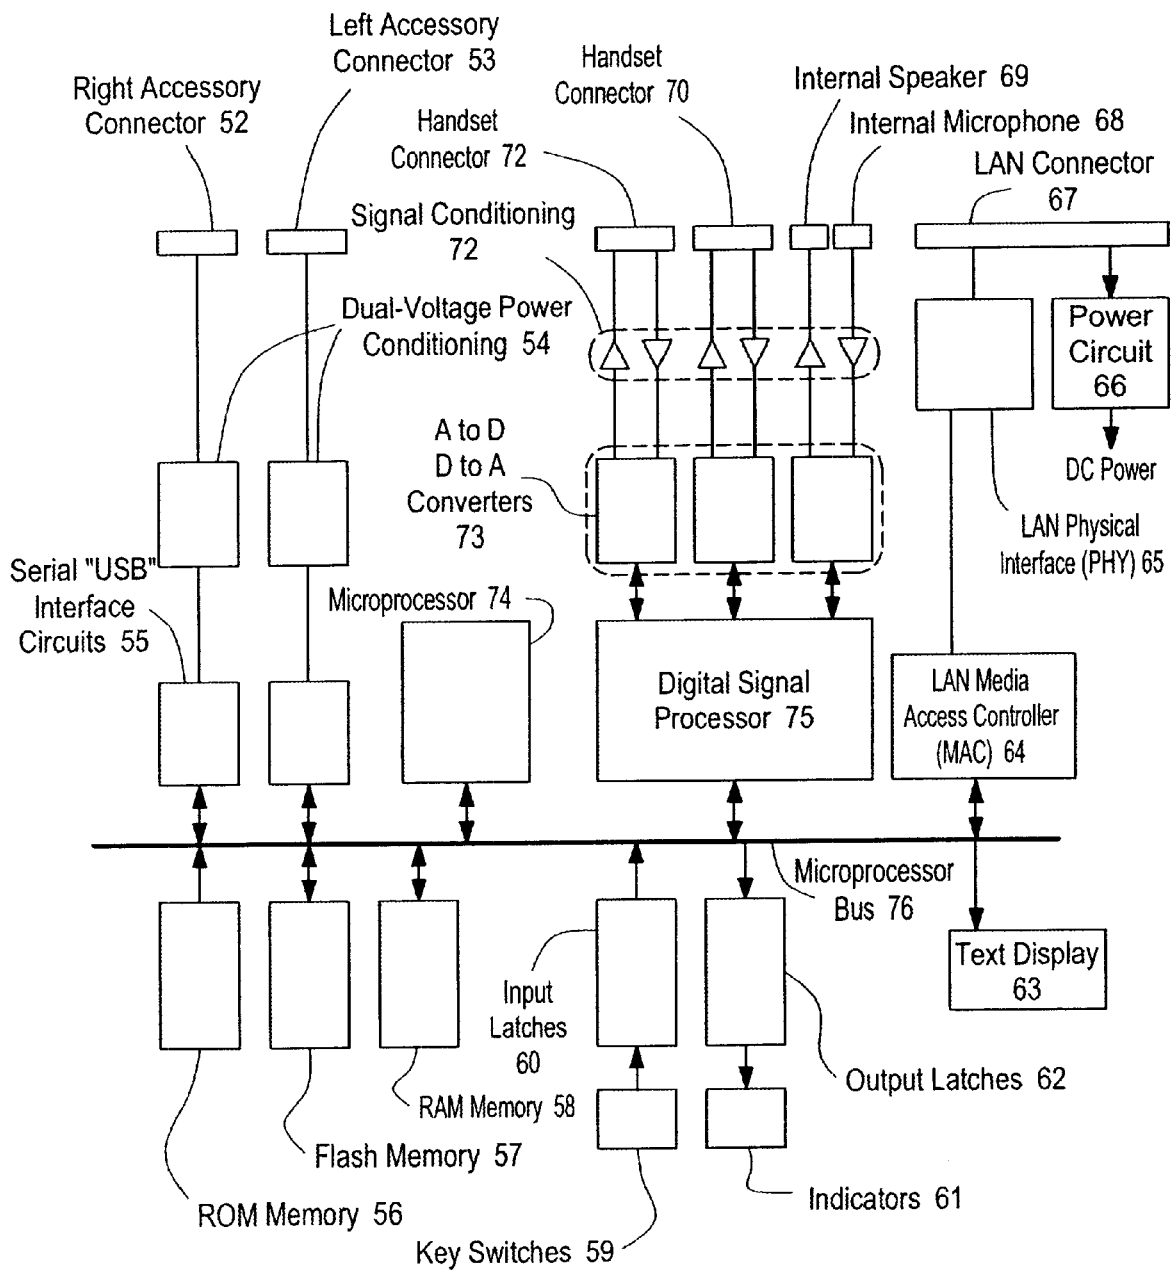 Left Accessory
Connector 53
Right Accessory
Connector 52
Handset
Connector 72
Handset
Connector 70
Internal Speaker 69
Internal Microphone 68
LAN Connector
67
Signal Conditioning
72
Dual-Voltage Power
Conditioning 54
Power
Circuit
66
DC Power
A to D
D to A
Converters
73
LAN Physical
Interface (PHY) 65
Serial "USB"
Interface
Circuits 55
Microprocessor 74
Digital Signal
Processor 75
LAN Media
Access Controller
(MAC) 64
Microprocessor
Bus 76
Text Display
63
Input
Latches
60
Output Latches 62
RAM Memory 58
Flash Memory 57
ROM Memory 56
Indicators 61
Key Switches 59